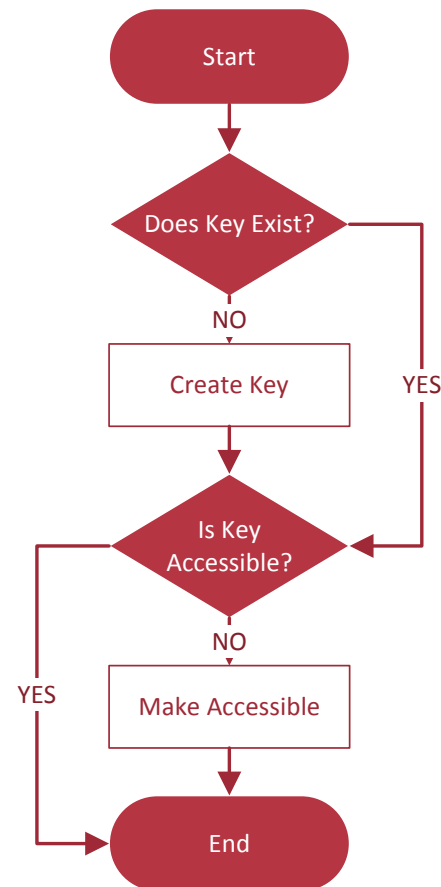 Start
Does Key Exist?
NO
Create Key
YES
Is Key
Accessible?
NO
YES
Make Accessible
End